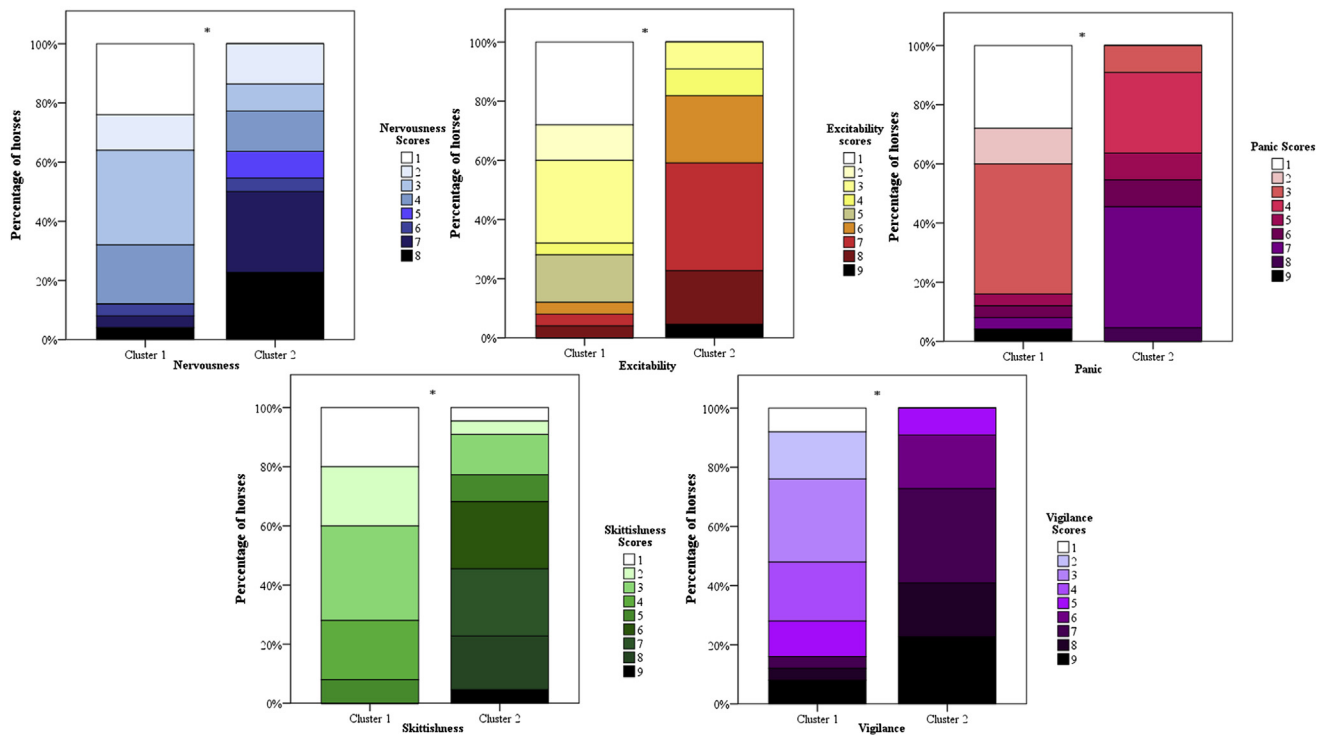 *
100%
80%
60%
40%
20%
0%
Percentage of horses
Cluster 1
Cluster 2
Nervousness
Nervousness
Scores
1
2
3
4
5
6
7
8
*
100%
80%
60%
40%
20%
0%
Percentage of horses
Cluster 1
Cluster 2
Excitability
Excitability
scores
1
2
3
4
5
6
7
8
9
*
100%
80%
60%
40%
20%
0%
Percentage of horses
Cluster 1
Cluster 2
Panic
Panic Scores
1
2
3
4
5
6
7
8
9
*
100%
80%
60%
40%
20%
0%
Percentage of horses
Cluster 1
Cluster 2
Skittishness
Skittishness
Scores
1
2
3
4
5
6
7
8
9
*
100%
80%
60%
40%
20%
0%
Percentage of horses
Cluster 1
Cluster 2
Vigilance
Vigilance
Scores
1
2
3
4
5
6
7
8
9